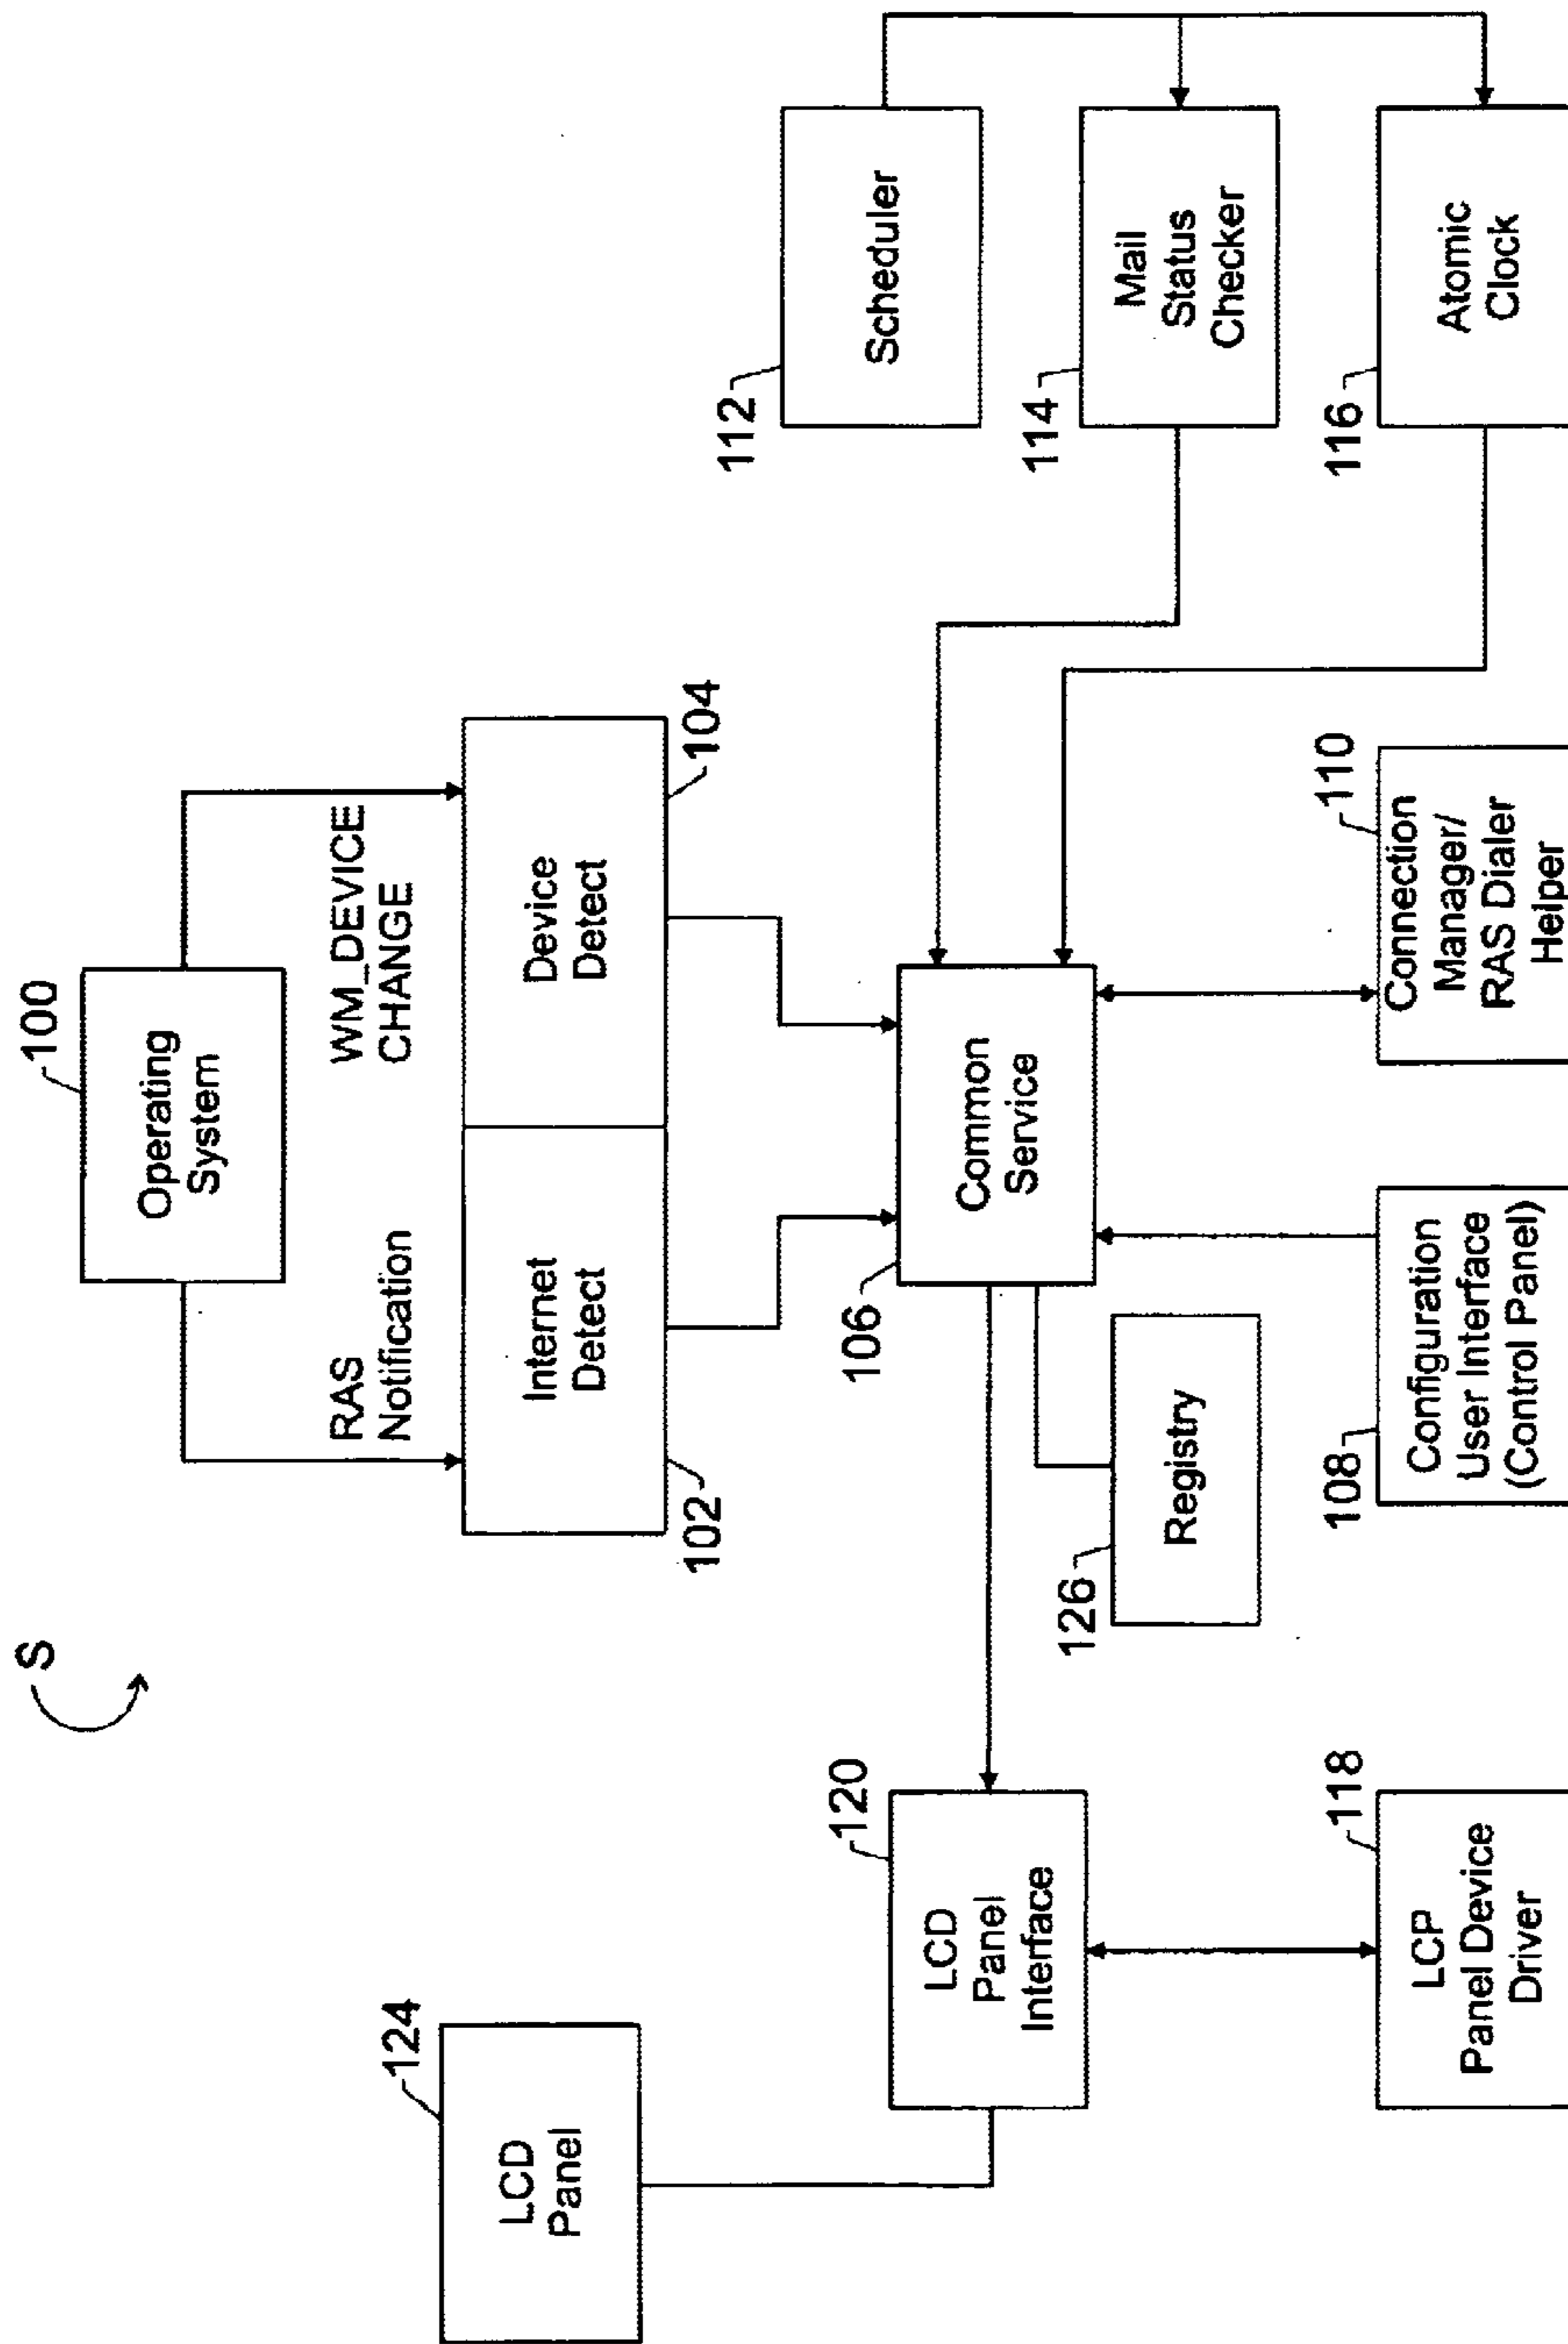 S
100
Operating
System
RAS
Notification
WM_DEVICE
CHANGE
Internet
Detect
Device
Detect
102
104
124
LCD
Panel
120
LCD
Panel
Interface
106
Common
Service
112
Scheduler
114
Mail
Status
Checker
126
Registry
118
LCP
Panel Device
Driver
108
Configuration
User Interface
(Control Panel)
110
Connection
Manager/
RAS Dialer
Helper
116
Atomic
Clock